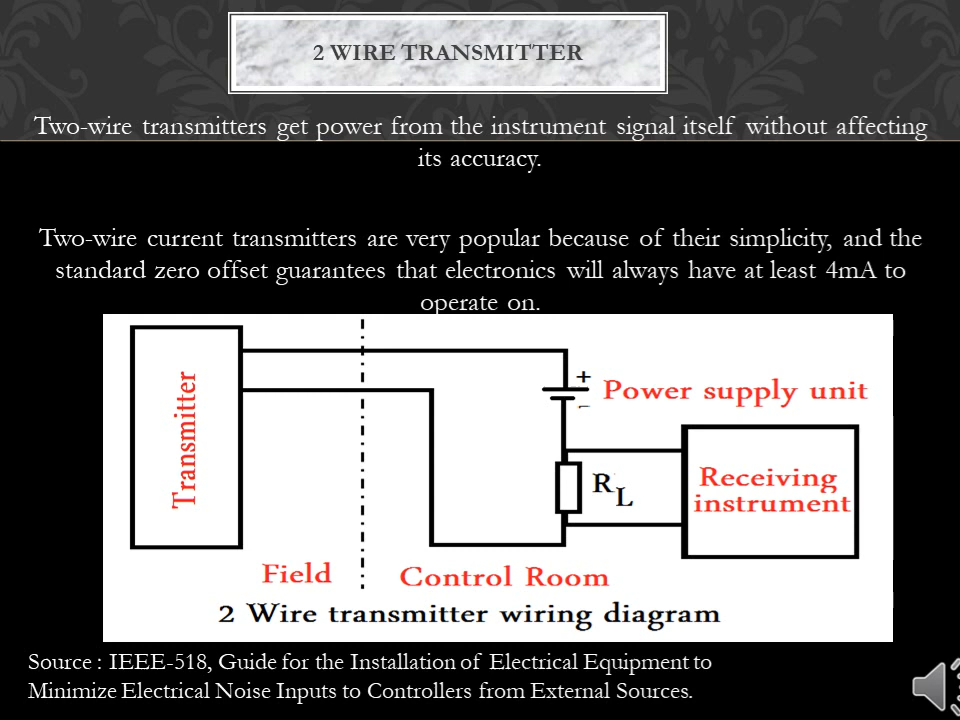 2 WIRE TRANSMITTER
Two-wire transmitters get power from the instrument signal itself without affecting
its accuracy.
Two-wire current transmitters are very popular because of their simplicity, and the
standard zero offset guarantees that electronics will always have at least 4mA to
operate on.
Transmitter
+
–
Power supply unit
R L
Receiving
instrument
Field
Control Room
2 Wire transmitter wiring diagram
Source : IEEE-518, Guide for the Installation of Electrical Equipment to
Minimize Electrical Noise Inputs to Controllers from External Sources.